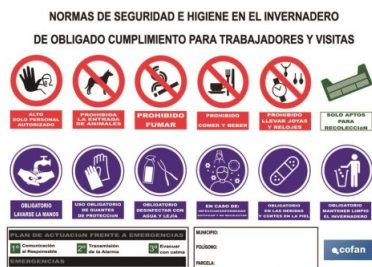 NORMAS DE SEGURIDAD E HIGIENE EN EL INVERNADERO
DE OBLIGADO CUMPLIMIENTO PARA TRABAJADORES Y VISITAS
ALTO
SOLO PERSONAL
AUTORIZADO
PROHIBIDA
LA ENTRADA
DE ANIMALES
PROHIBIDO
FUMAR
PROHIBIDO
COMER Y BEBER
PROHIBIDO
LLEVAR JOYAS
Y RELOJES
SOLO APTOS
PARA
RECOLECCIÓN
OBLIGATORIO
LAVARSE LA MANOS
USO OBLIGATORIO
DE GUANTES
DE PROTECCIÓN
OBLIGATORIO
DESINFECTAR CON
AGUA Y LEJÍA
EN CASO DE:
OBLIGATORIO
EN LAS HERIDAS
Y CORTES EN LA PIEL
OBLIGATORIO
MANTENER LIMPIO
EL INVERNADERO
PLAN DE ACTUACIÓN FRENTE A EMERGENCIAS
1º Comunicación
al Responsable
2º Transmisión
de la Alarma
3º Evacuar
con calma
EMERGENCIAS
MUNICIPIO:
POLÍGONO:
PARCELA:
cofan